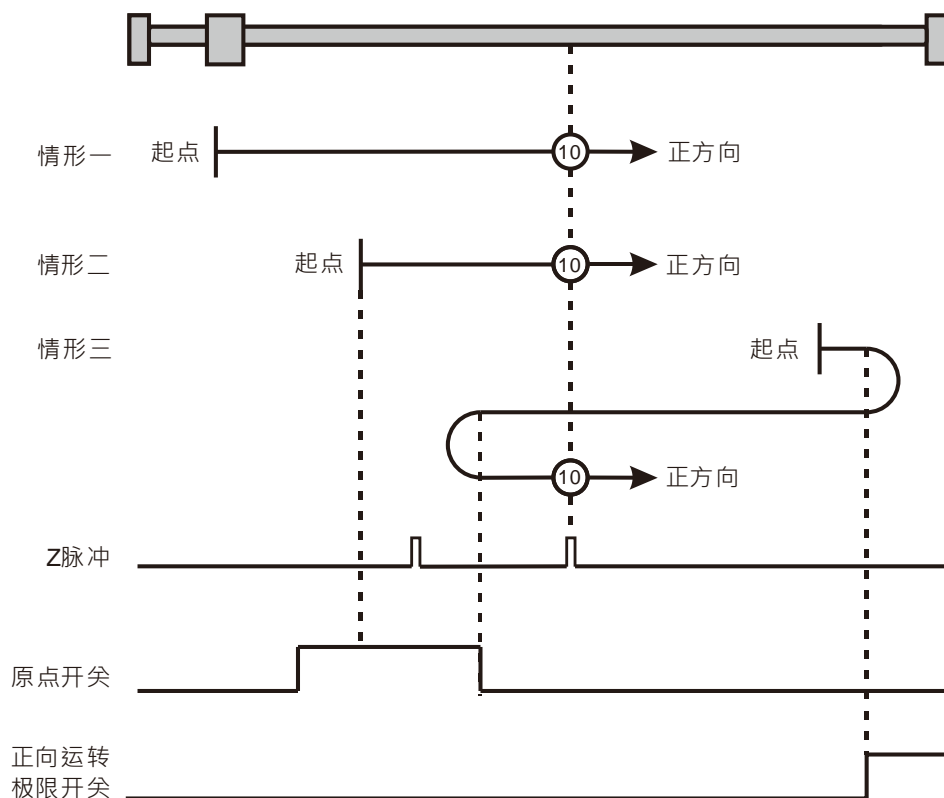 情形一 起点 10 正方向
情形二 起点 10 正方向
情形三 起点
10 正方向
Z脉冲
原点开关
正向运转
极限开关